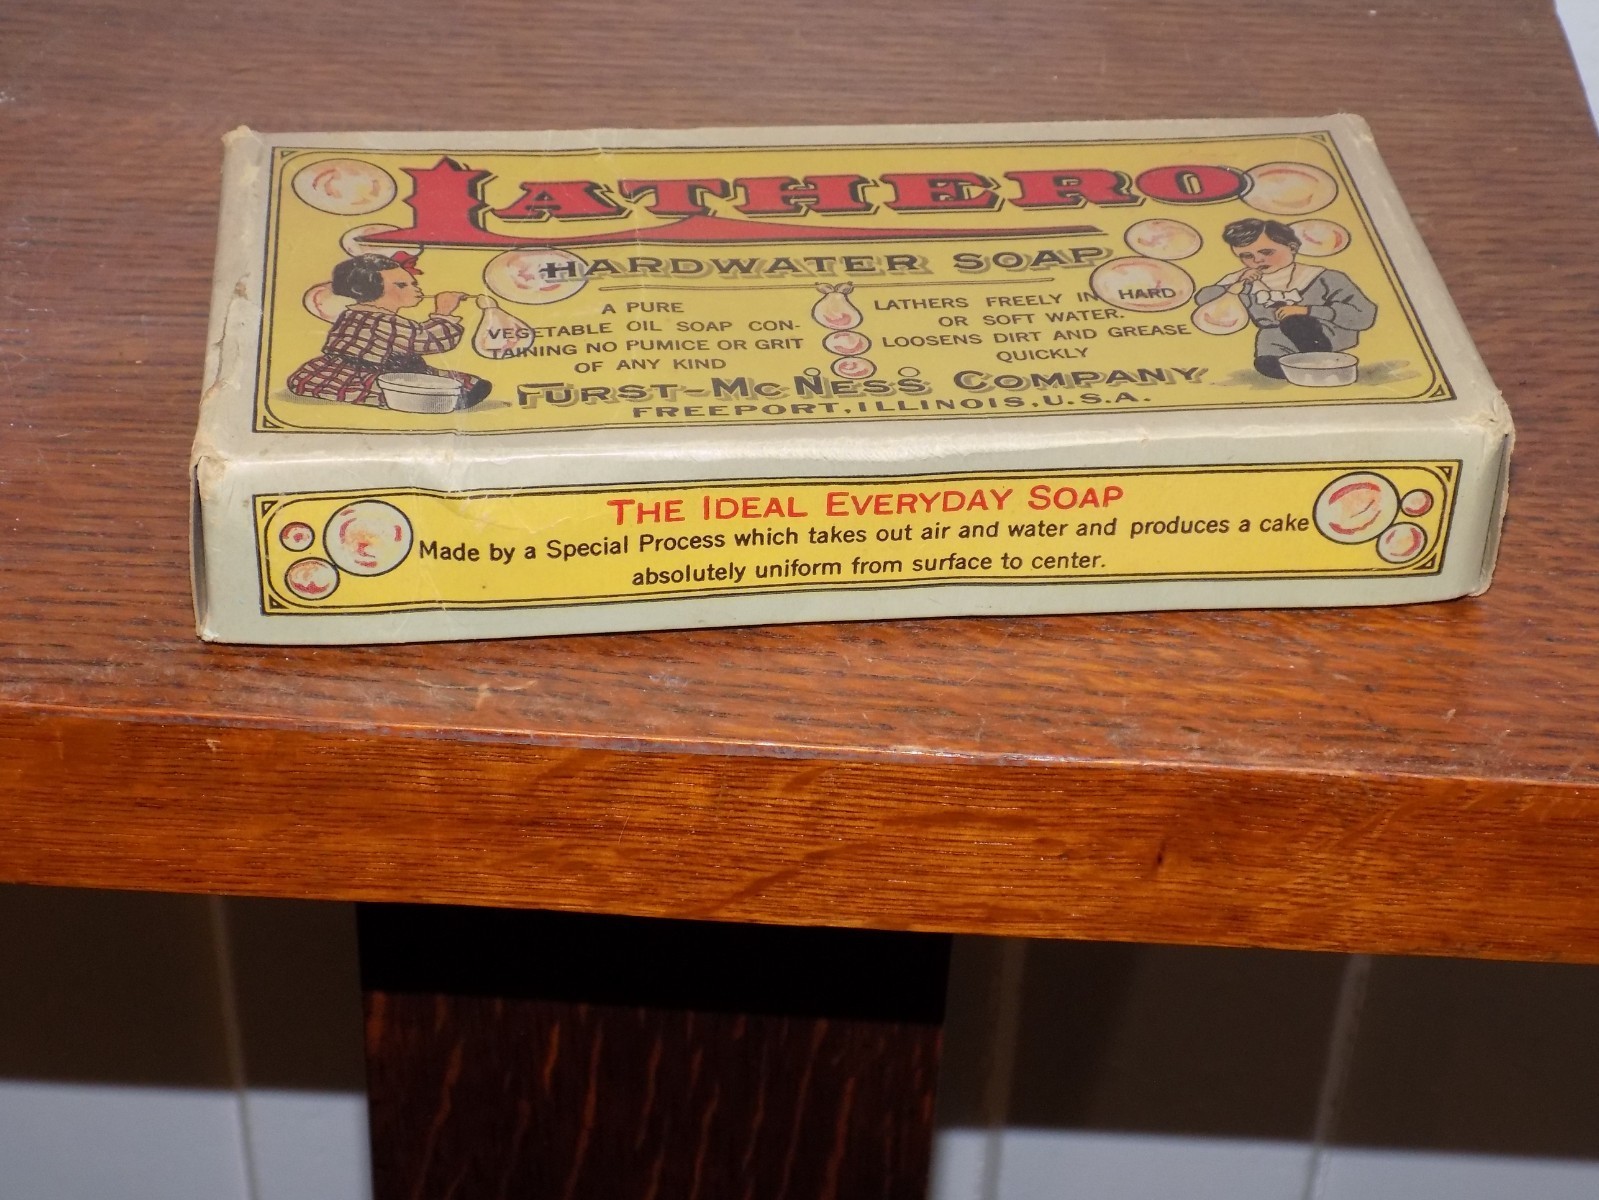 LATHERO
HARDWATER SOAP
A PURE
VEGETABLE OIL SOAP CON-
TAINING NO PUMICE OR GRIT
OF ANY KIND
LATHERS FREELY IN HARD
OR SOFT WATER.
LOOSENS DIRT AND GREASE
QUICKLY
FURST-MCNESS COMPANY
FREEPORT, ILLINOIS, U.S.A.
THE IDEAL EVERYDAY SOAP
Made by a Special Process which takes out air and water and produces a cake
absolutely uniform from surface to center.